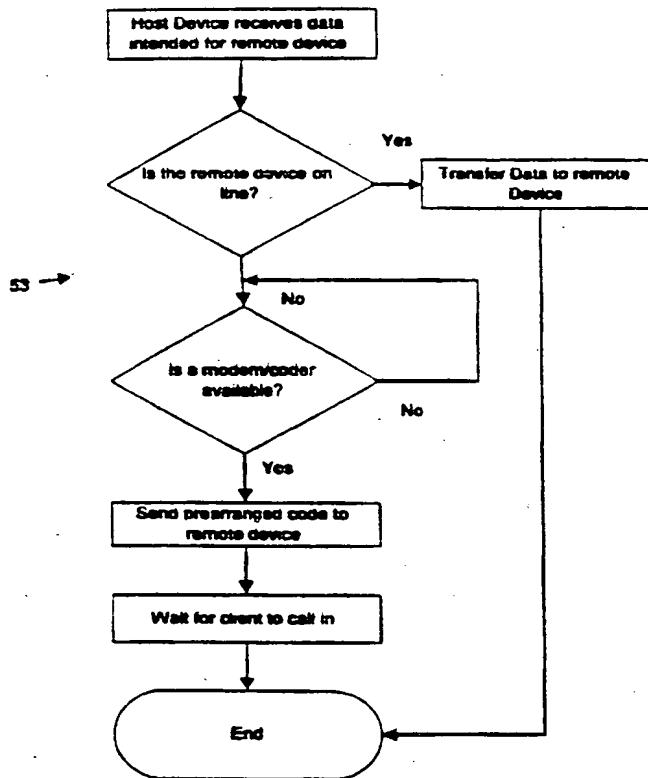 Host Device receives data
intended for remote device
Yes
Is the remote device on
line?
Transfer Data to remote
Device
53
No
Is a modem/coder
available?
No
Yes
Send prearranged code to
remote device
Wait for client to call in
End